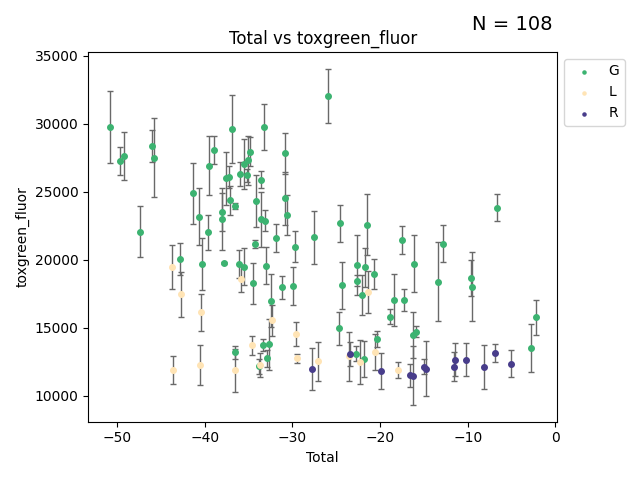 N = 108
Total vs toxgreen_fluor
35000
30000
25000
20000
15000
10000
toxgreen_fluor
−50
−40
−30
−20
−10
0
Total
G
L
R